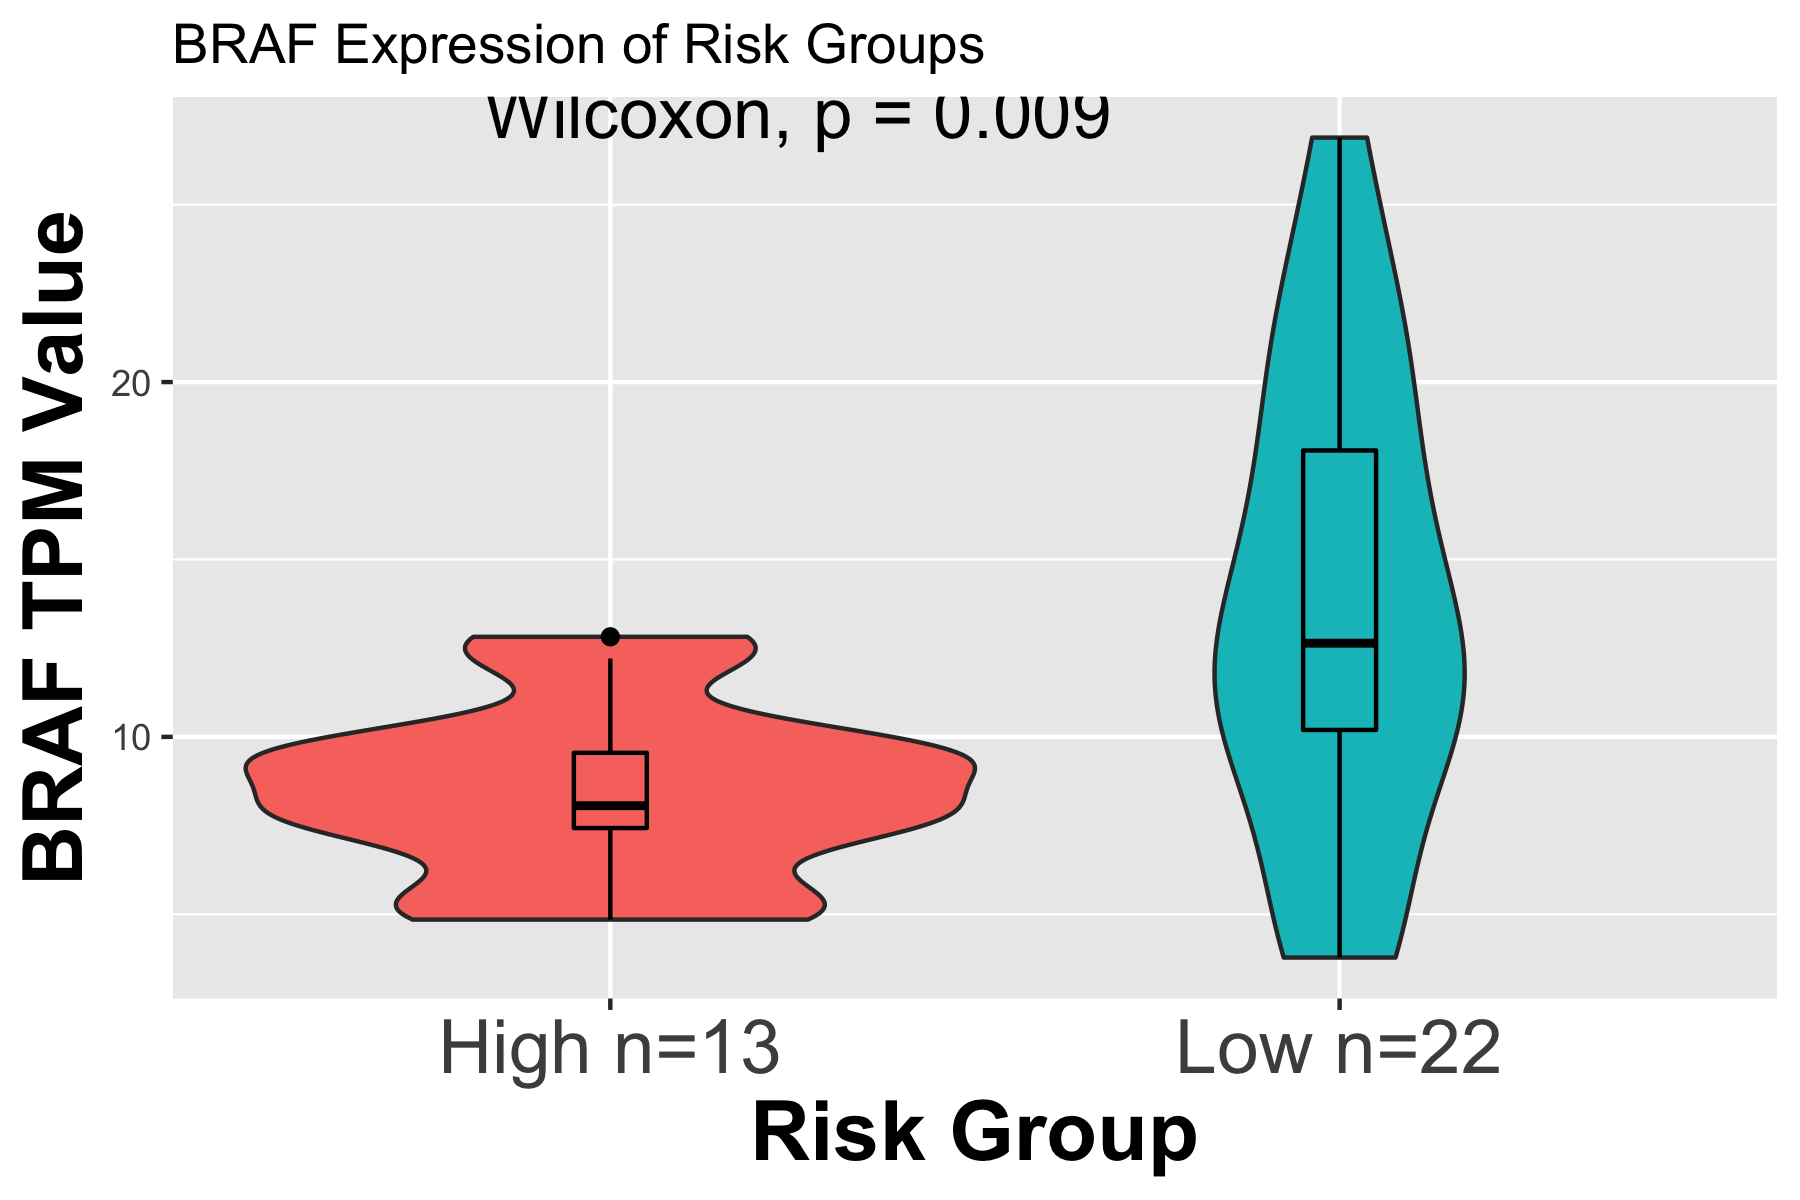 BRAF Expression of Risk Groups
Wilcoxon, p = 0.009
BRAF TPM Value
20
10
High n=13
Low n=22
Risk Group